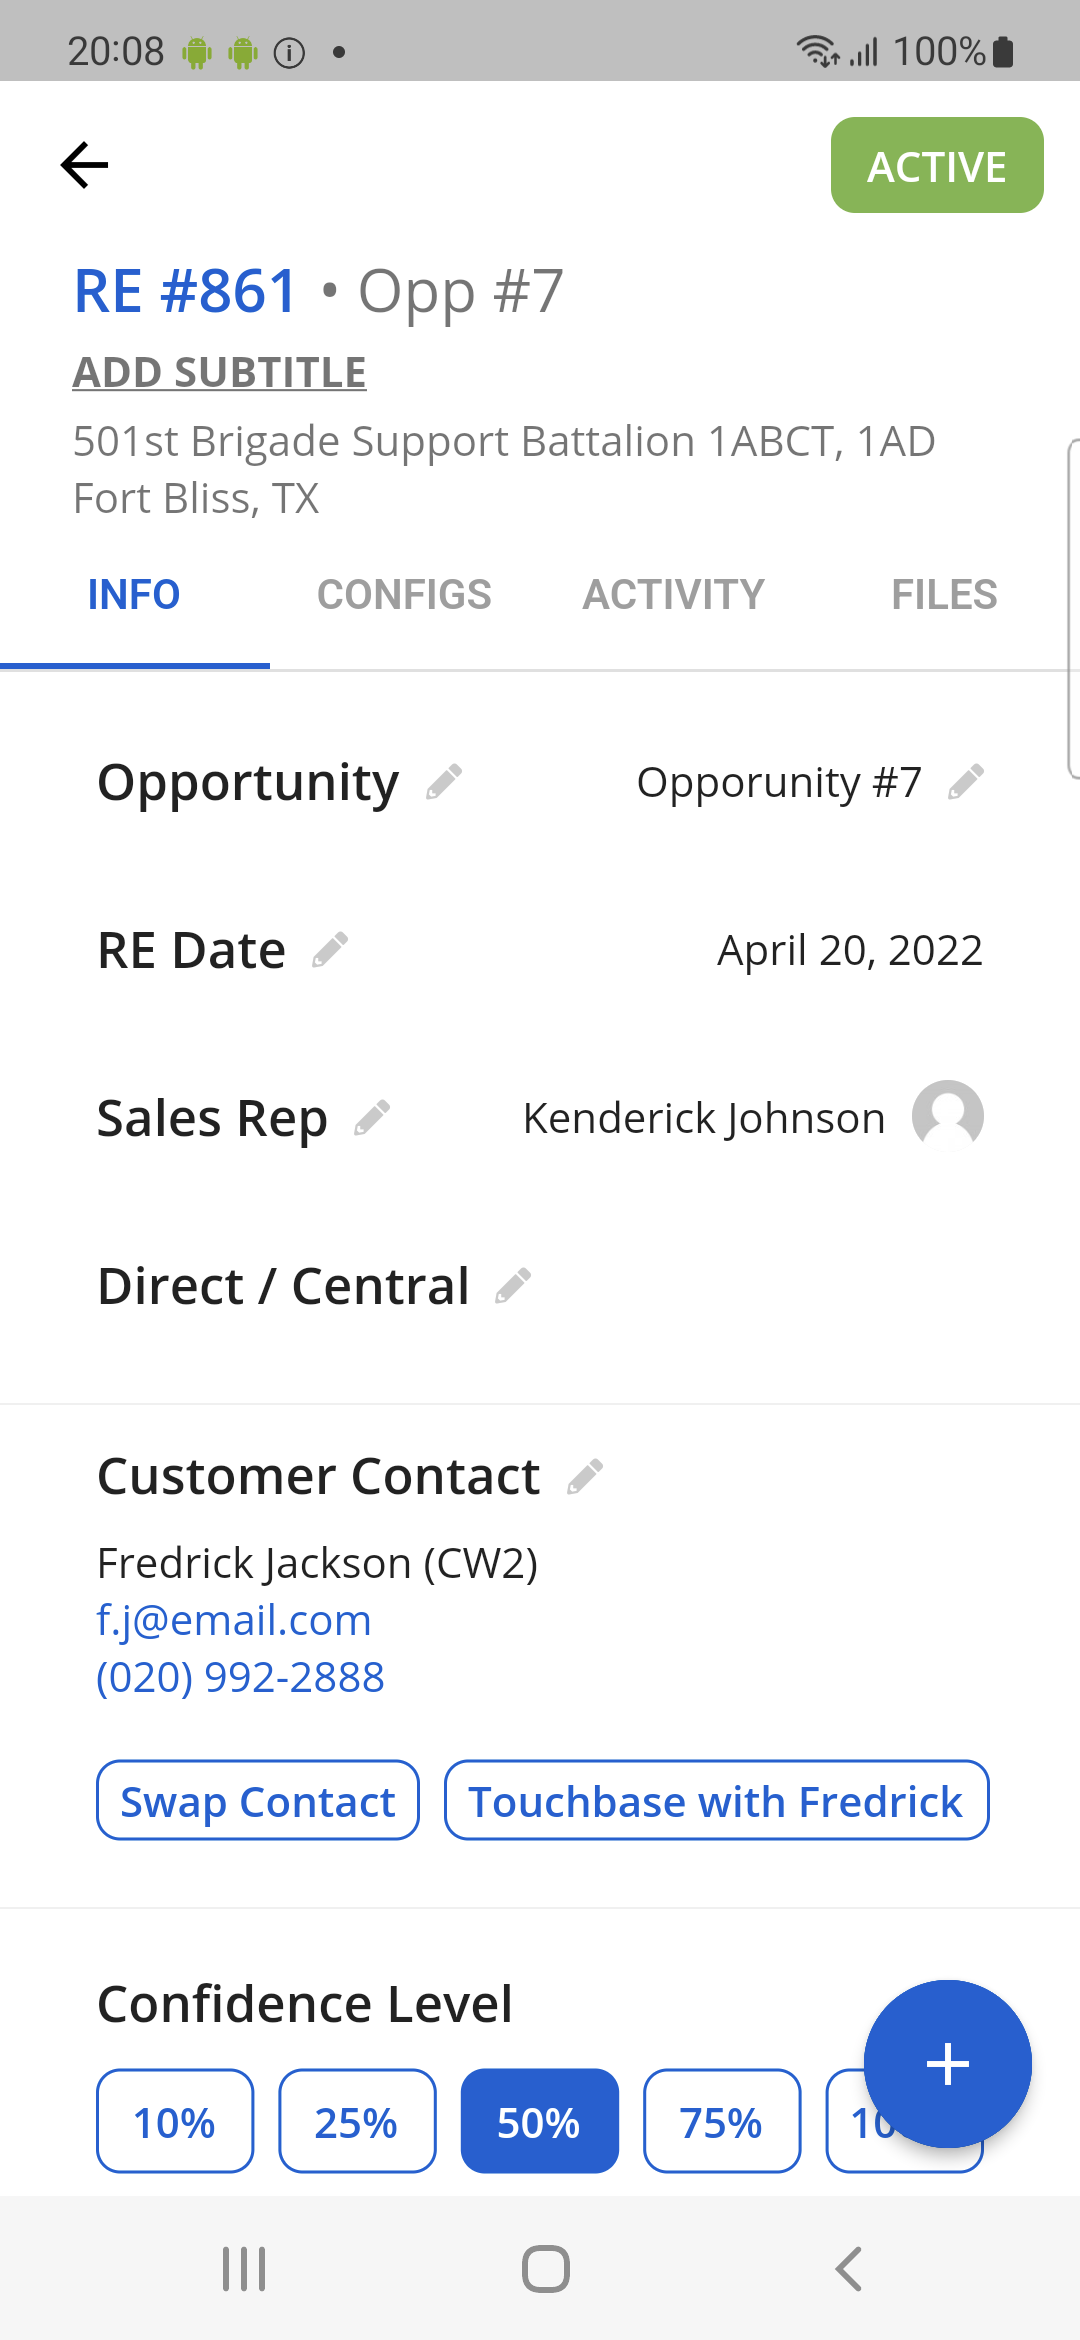 20:08
100%
ACTIVE
RE #861 • Opp #7
ADD SUBTITLE
501st Brigade Support Battalion 1ABCT, 1AD
Fort Bliss, TX
INFO CONFIGS ACTIVITY FILES
Opportunity Opporunity #7
RE Date April 20, 2022
Sales Rep Kenderick Johnson
Direct / Central
Customer Contact
Fredrick Jackson (CW2)
f.j@email.com
(020) 992-2888
Swap Contact Touchbase with Fredrick
Confidence Level
10% 25% 50% 75%